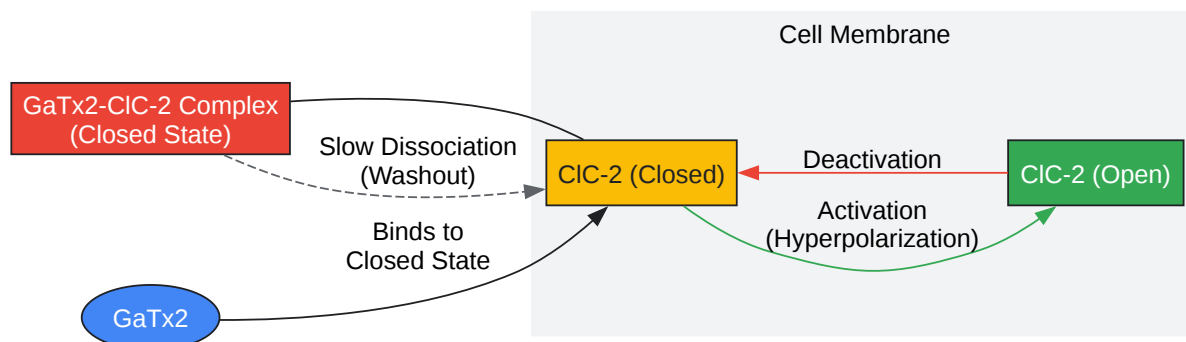 Cell Membrane
GaTx2-ClC-2 Complex
(Closed State)
Slow Dissociation
(Washout)
ClC-2 (Closed)
Deactivation
ClC-2 (Open)
Activation
(Hyperpolarization)
Binds to
Closed State
GaTx2